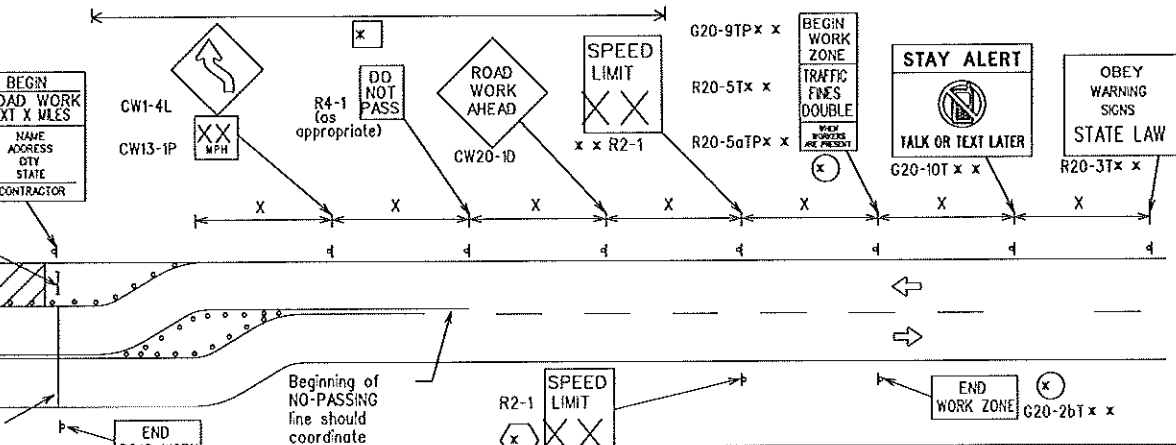 BEGIN
ROAD WORK
NEXT X MILES
NAME
ADDRESS
CITY
STATE
CONTRACTOR
CW1-4L
CW13-1P
XX
MPH
x
R4-1
(as
appropriate)
DO
NOT
PASS
ROAD
WORK
AHEAD
CW20-1D
SPEED
LIMIT
XX
x x R2-1
G20-9TP x x
R20-5T x x
R20-5aTP x x
BEGIN
WORK
ZONE
TRAFFIC
FINES
DOUBLE
WHEN
WORKERS
ARE PRESENT
x
STAY ALERT
TALK OR TEXT LATER
G20-10T x x
OBEY
WARNING
SIGNS
STATE LAW
R20-3T x x
X X X X X X X
Beginning of
NO-PASSING
line should
coordinate
R2-1
x
SPEED
LIMIT
XX
END
WORK ZONE
x
G20-2bT x x
END
ROAD WORK